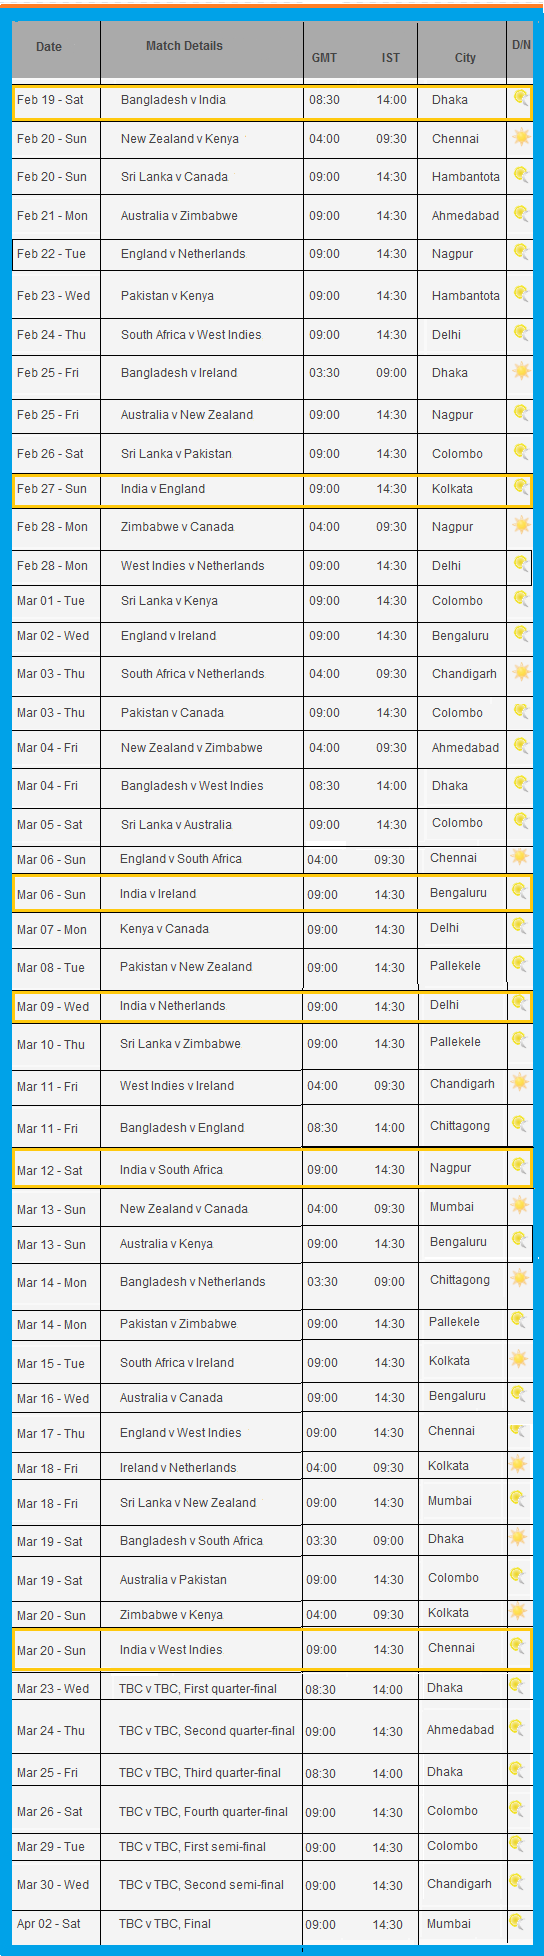 Date Match Details GMT IST City D/N
Feb 19 - Sat Bangladesh v India 08:30 14:00 Dhaka
Feb 20 - Sun New Zealand v Kenya 04:00 09:30 Chennai
Feb 20 - Sun Sri Lanka v Canada 09:00 14:30 Hambantota
Feb 21 - Mon Australia v Zimbabwe 09:00 14:30 Ahmedabad
Feb 22 - Tue England v Netherlands 09:00 14:30 Nagpur
Feb 23 - Wed Pakistan v Kenya 09:00 14:30 Hambantota
Feb 24 - Thu South Africa v West Indies 09:00 14:30 Delhi
Feb 25 - Fri Bangladesh v Ireland 03:30 09:00 Dhaka
Feb 25 - Fri Australia v New Zealand 09:00 14:30 Nagpur
Feb 26 - Sat Sri Lanka v Pakistan 09:00 14:30 Colombo
Feb 27 - Sun India v England 09:00 14:30 Kolkata
Feb 28 - Mon Zimbabwe v Canada 04:00 09:30 Nagpur
Feb 28 - Mon West Indies v Netherlands 09:00 14:30 Delhi
Mar 01 - Tue Sri Lanka v Kenya 09:00 14:30 Colombo
Mar 02 - Wed England v Ireland 09:00 14:30 Bengaluru
Mar 03 - Thu South Africa v Netherlands 04:00 09:30 Chandigarh
Mar 03 - Thu Pakistan v Canada 09:00 14:30 Colombo
Mar 04 - Fri New Zealand v Zimbabwe 04:00 09:30 Ahmedabad
Mar 04 - Fri Bangladesh v West Indies 08:30 14:00 Dhaka
Mar 05 - Sat Sri Lanka v Australia 09:00 14:30 Colombo
Mar 06 - Sun England v South Africa 04:00 09:30 Chennai
Mar 06 - Sun India v Ireland 09:00 14:30 Bengaluru
Mar 07 - Mon Kenya v Canada 09:00 14:30 Delhi
Mar 08 - Tue Pakistan v New Zealand 09:00 14:30 Pallekele
Mar 09 - Wed India v Netherlands 09:00 14:30 Delhi
Mar 10 - Thu Sri Lanka v Zimbabwe 09:00 14:30 Pallekele
Mar 11 - Fri West Indies v Ireland 04:00 09:30 Chandigarh
Mar 11 - Fri Bangladesh v England 08:30 14:00 Chittagong
Mar 12 - Sat India v South Africa 09:00 14:30 Nagpur
Mar 13 - Sun New Zealand v Canada 04:00 09:30 Mumbai
Mar 13 - Sun Australia v Kenya 09:00 14:30 Bengaluru
Mar 14 - Mon Bangladesh v Netherlands 03:30 09:00 Chittagong
Mar 14 - Mon Pakistan v Zimbabwe 09:00 14:30 Pallekele
Mar 15 - Tue South Africa v Ireland 09:00 14:30 Kolkata
Mar 16 - Wed Australia v Canada 09:00 14:30 Bengaluru
Mar 17 - Thu England v West Indies 09:00 14:30 Chennai
Mar 18 - Fri Ireland v Netherlands 04:00 09:30 Kolkata
Mar 18 - Fri Sri Lanka v New Zealand 09:00 14:30 Mumbai
Mar 19 - Sat Bangladesh v South Africa 03:30 09:00 Dhaka
Mar 19 - Sat Australia v Pakistan 09:00 14:30 Colombo
Mar 20 - Sun Zimbabwe v Kenya 04:00 09:30 Kolkata
Mar 20 - Sun India v West Indies 09:00 14:30 Chennai
Mar 23 - Wed TBC v TBC, First quarter-final 08:30 14:00 Dhaka
Mar 24 - Thu TBC v TBC, Second quarter-final 09:00 14:30 Ahmedabad
Mar 25 - Fri TBC v TBC, Third quarter-final 08:30 14:00 Dhaka
Mar 26 - Sat TBC v TBC, Fourth quarter-final 09:00 14:30 Colombo
Mar 29 - Tue TBC v TBC, First semi-final 09:00 14:30 Colombo
Mar 30 - Wed TBC v TBC, Second semi-final 09:00 14:30 Chandigarh
Apr 02 - Sat TBC v TBC, Final 09:00 14:30 Mumbai